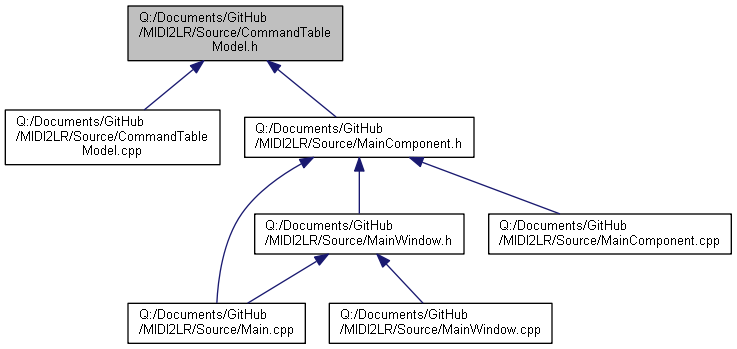 Q:/Documents/GitHub
/MIDI2LR/Source/CommandTable
Model.h
Q:/Documents/GitHub
/MIDI2LR/Source/CommandTable
Model.cpp
Q:/Documents/GitHub
/MIDI2LR/Source/MainComponent.h
Q:/Documents/GitHub
/MIDI2LR/Source/MainWindow.h
Q:/Documents/GitHub
/MIDI2LR/Source/MainComponent.cpp
Q:/Documents/GitHub
/MIDI2LR/Source/Main.cpp
Q:/Documents/GitHub
/MIDI2LR/Source/MainWindow.cpp